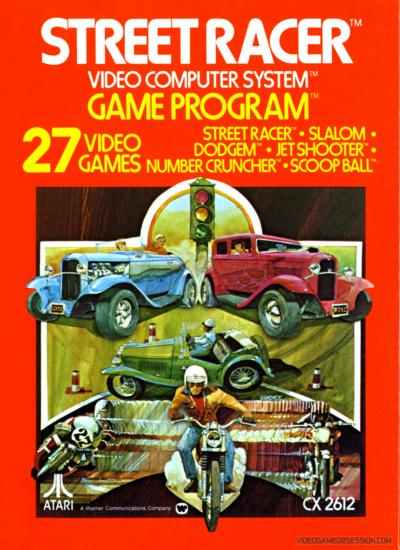 STREET RACER™
VIDEO COMPUTER SYSTEM™
GAME PROGRAM™
27 VIDEO GAMES
STREET RACER™ • SLALOM •
DODGEM™ • JET SHOOTER™ •
NUMBER CRUNCHER™ • SCOOP BALL™
GUIDICE
ATARI
A Warner Communications Company
CX 2612
VIDEOGAMEOBSESSION.COM